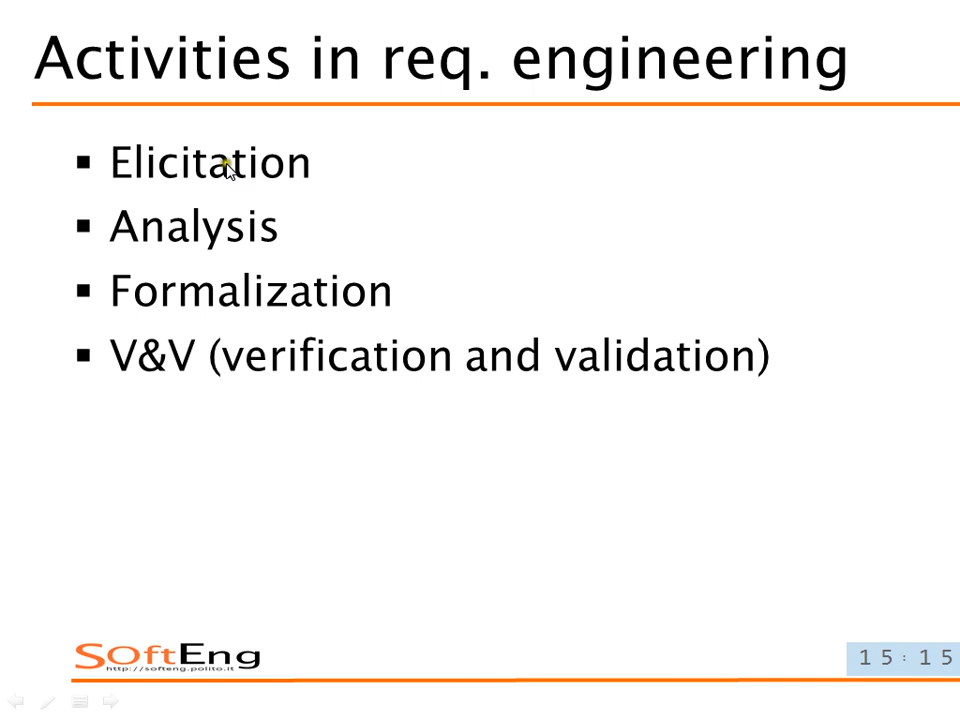 Activities in req. engineering
▪ Elicitation
▪ Analysis
▪ Formalization
▪ V&V (verification and validation)
SOftEng
http://softeng.polito.it
15:15